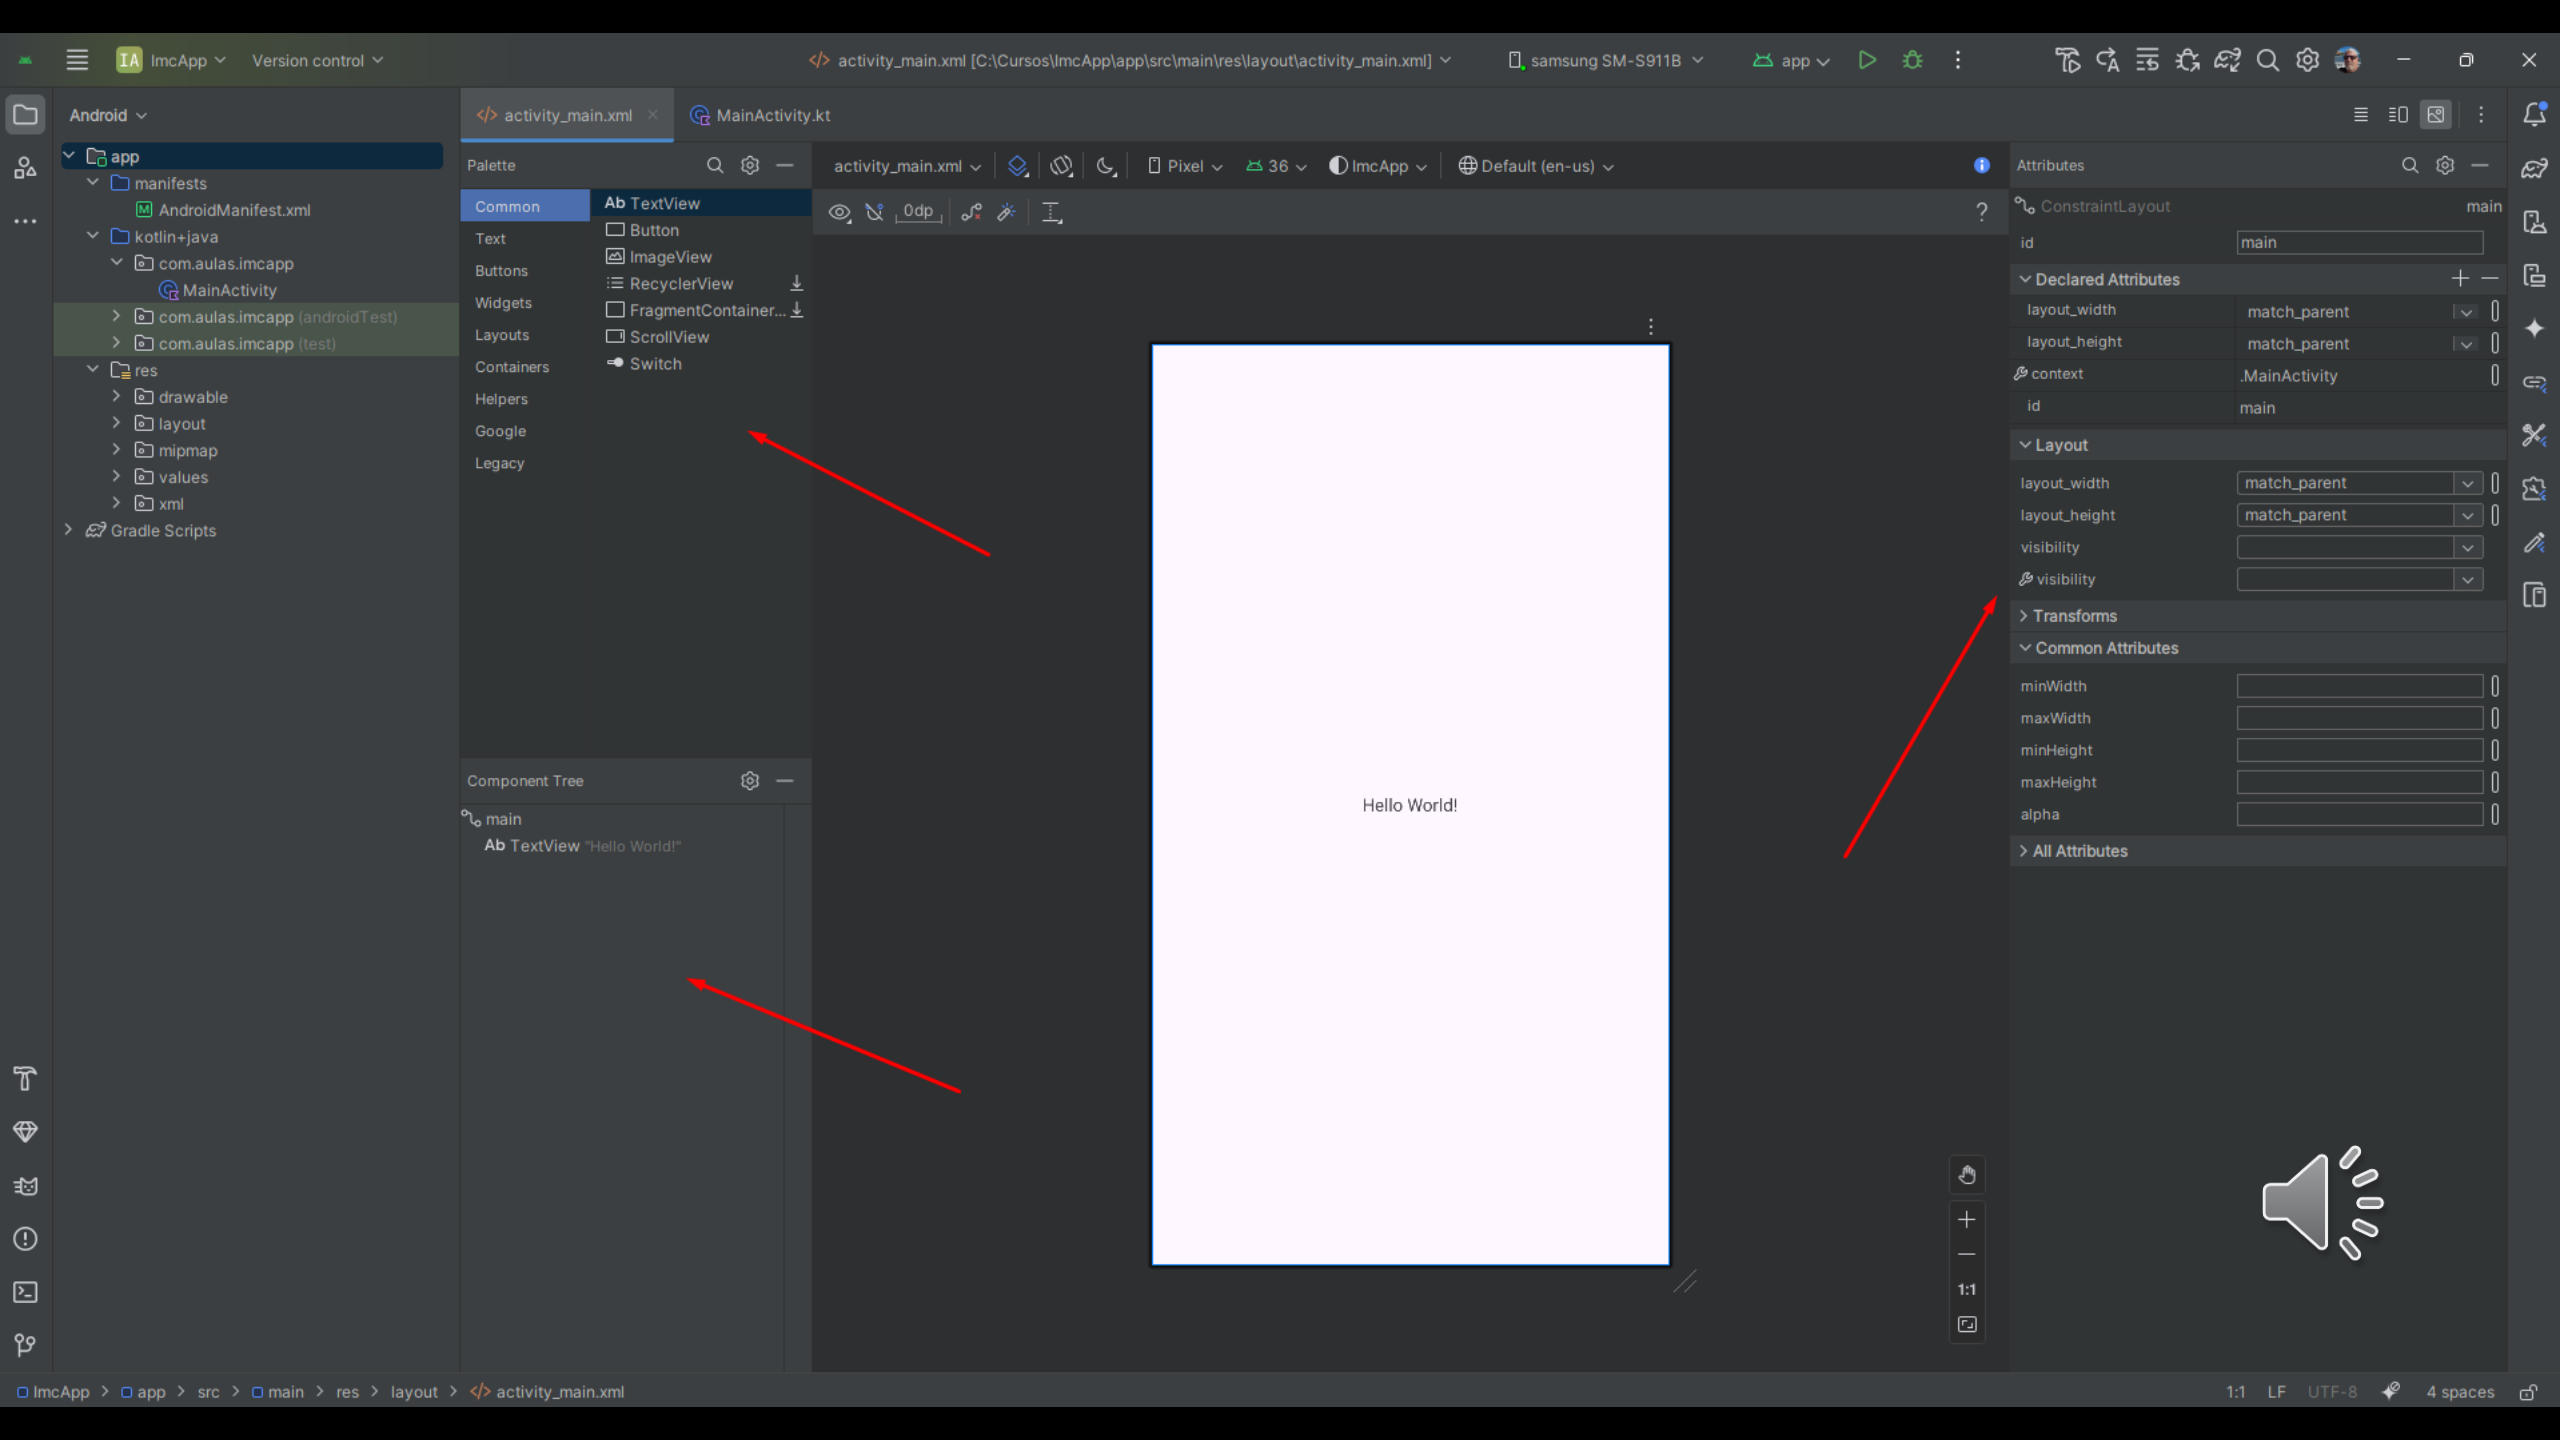 IA ImcApp Version control activity_main.xml [C:\Cursos\ImcApp\app\src\main\res\layout\activity_main.xml] samsung SM-S911B app
Android
app
manifests
AndroidManifest.xml
kotlin+java
com.aulas.imcapp
MainActivity
com.aulas.imcapp (androidTest)
com.aulas.imcapp (test)
res
drawable
layout
mipmap
values
xml
Gradle Scripts
activity_main.xml MainActivity.kt
Palette
Common
Text
Buttons
Widgets
Layouts
Containers
Helpers
Google
Legacy
Ab TextView
Button
ImageView
RecyclerView
FragmentContainer...
ScrollView
Switch
Component Tree
main
Ab TextView "Hello World!"
activity_main.xml Pixel 36 ImcApp Default (en-us)
0dp ?
Hello World!
1:1
Attributes
ConstraintLayout main
id main
Declared Attributes
layout_width match_parent
layout_height match_parent
context .MainActivity
id main
Layout
layout_width match_parent
layout_height match_parent
visibility
visibility
Transforms
Common Attributes
minWidth
maxWidth
minHeight
maxHeight
alpha
All Attributes
ImcApp > app > src > main > res > layout > activity_main.xml 1:1 LF UTF-8 4 spaces